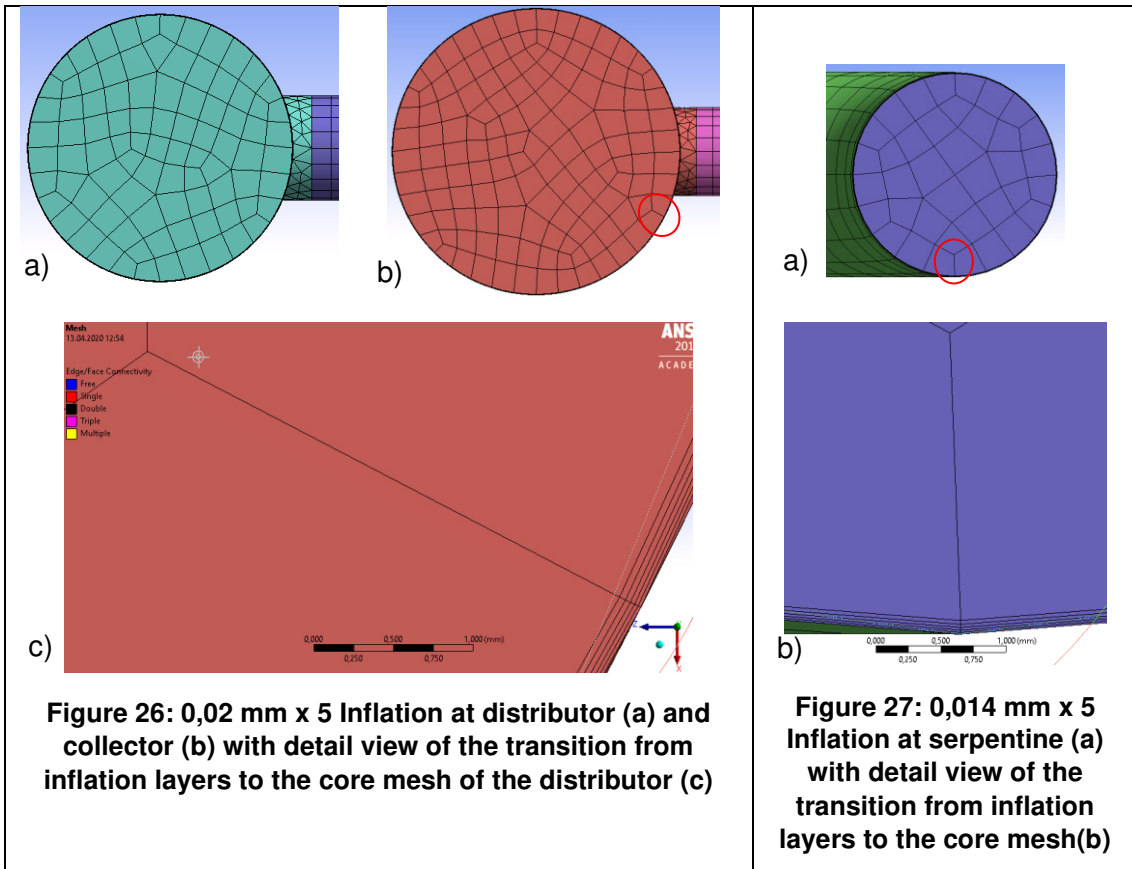 a)
b)
Mesh
13.04.2020 12:54
Edge/Face Connectivity
Free
Single
Double
Triple
Multiple
ANS
201
ACADE
0,000 0,500 1,000 (mm)
0,250 0,750
Z
X
c)
Figure 26: 0,02 mm x 5 Inflation at distributor (a) and
collector (b) with detail view of the transition from
inflation layers to the core mesh of the distributor (c)
a)
0,000 0,500 1,000 (mm)
0,250 0,750
b)
Figure 27: 0,014 mm x 5
Inflation at serpentine (a)
with detail view of the
transition from inflation
layers to the core mesh(b)